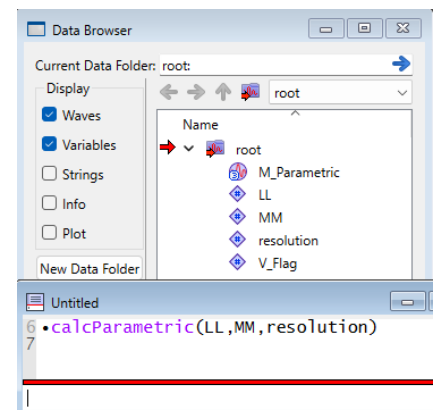 Data Browser
Current Data Folder: root:
Display
root
Waves
Name
Variables
root
Strings
M_Parametric
Info
LL
Plot
MM
resolution
New Data Folder
V_Flag
Untitled
6 •calcParametric(LL,MM,resolution)
7